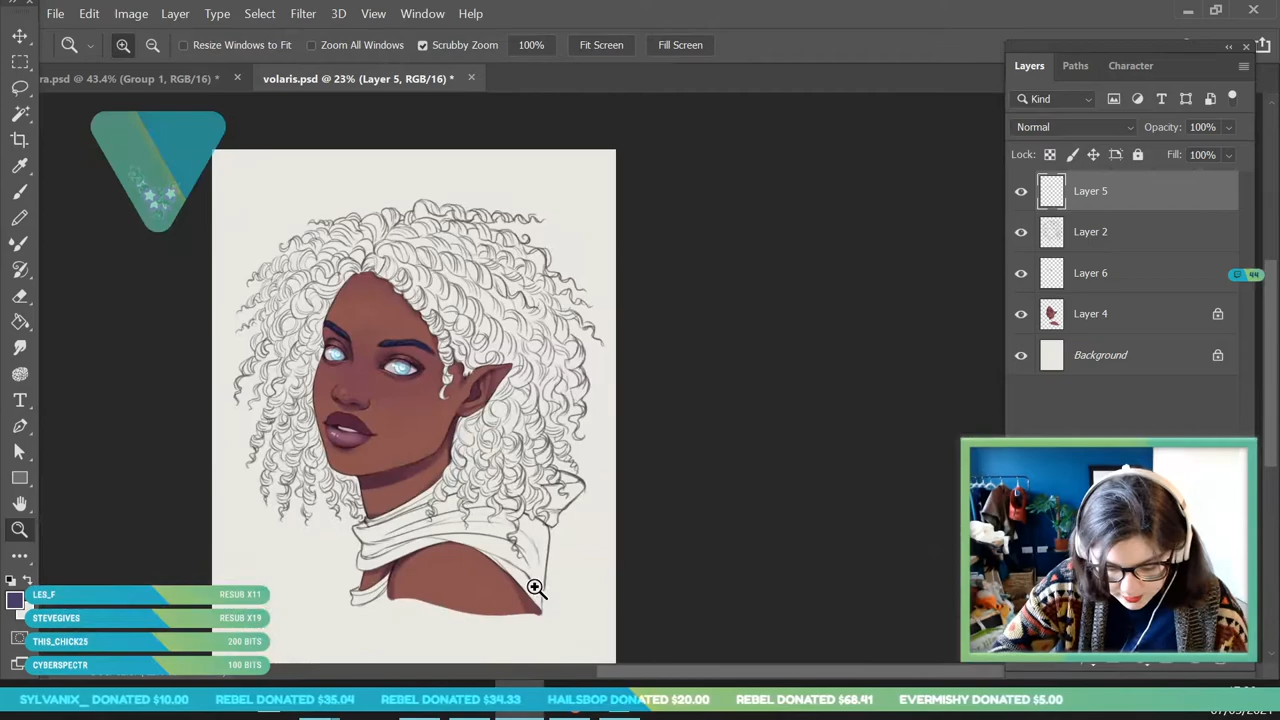 File Edit Image Layer Type Select Filter 3D View Window Help
Resize Windows to Fit Zoom All Windows Scrubby Zoom 100% Fit Screen Fill Screen
ra.psd @ 43.4% (Group 1, RGB/16) * volaris.psd @ 23% (Layer 5, RGB/16) *
Layers Paths Character
Kind
Normal Opacity: 100%
Lock: Fill: 100%
Layer 5
Layer 2
Layer 6
44
Layer 4
Background
LES_F RESUB X11
STEVEGIVES RESUB X19
THIS_CHICK25 200 BITS
CYBERSPECTR 100 BITS
SYLVANIX_ DONATED $10.00 REBEL DONATED $35.04 REBEL DONATED $34.33 HAILSBOP DONATED $20.00 REBEL DONATED $68.41 EVERMISHY DONATED $5.00